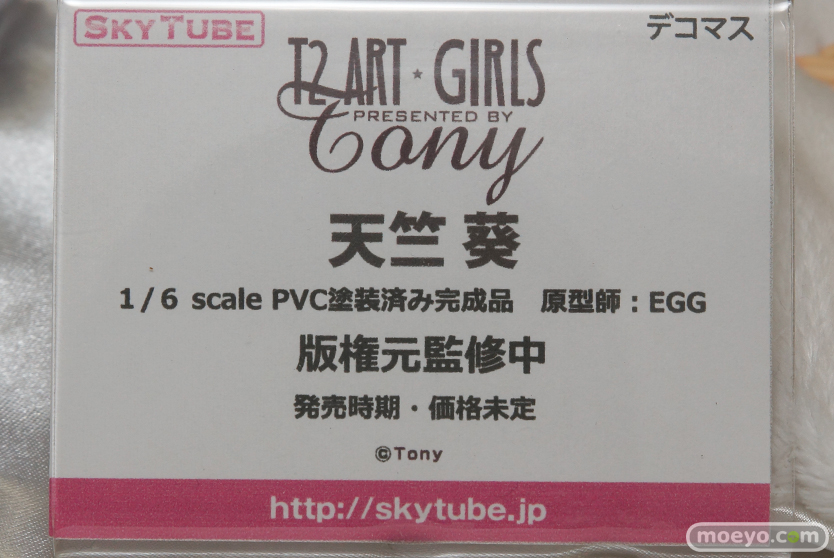 SKYTUBE
デコマス
T2 ART★GIRLS
PRESENTED BY
Tony
天竺 葵
1/6 scale PVC塗装済み完成品　原型師：EGG
版権元監修中
発売時期・価格未定
©Tony
http://skytube.jp
moeyo.com